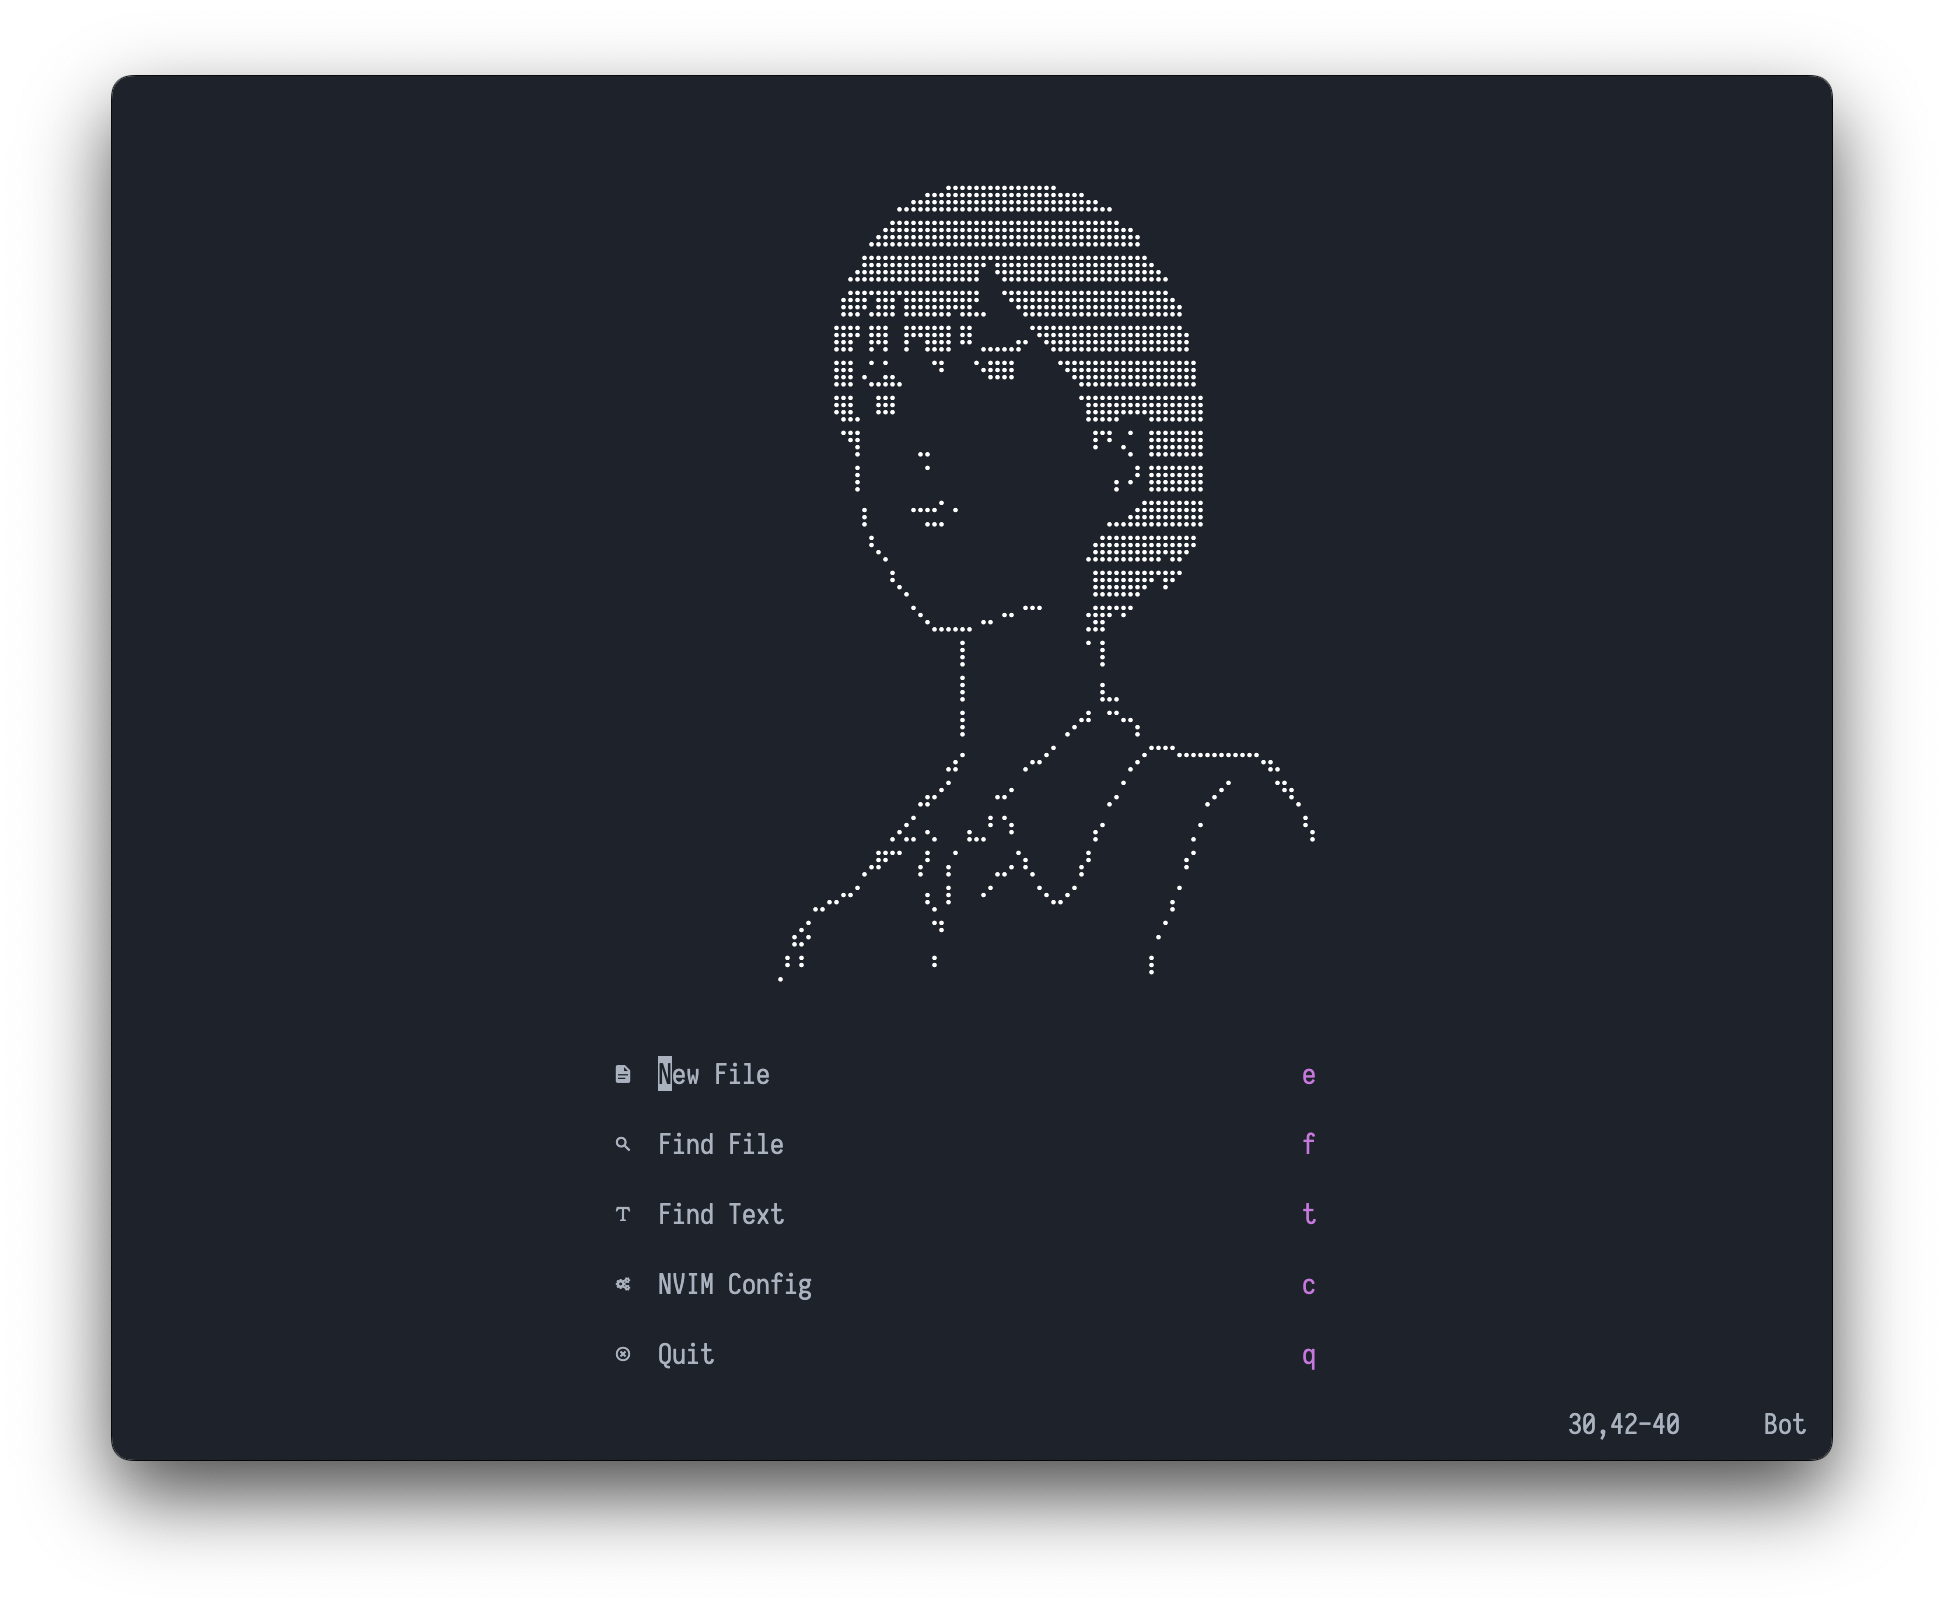 New File e
Find File f
Find Text t
NVIM Config c
Quit q
30,42-40 Bot